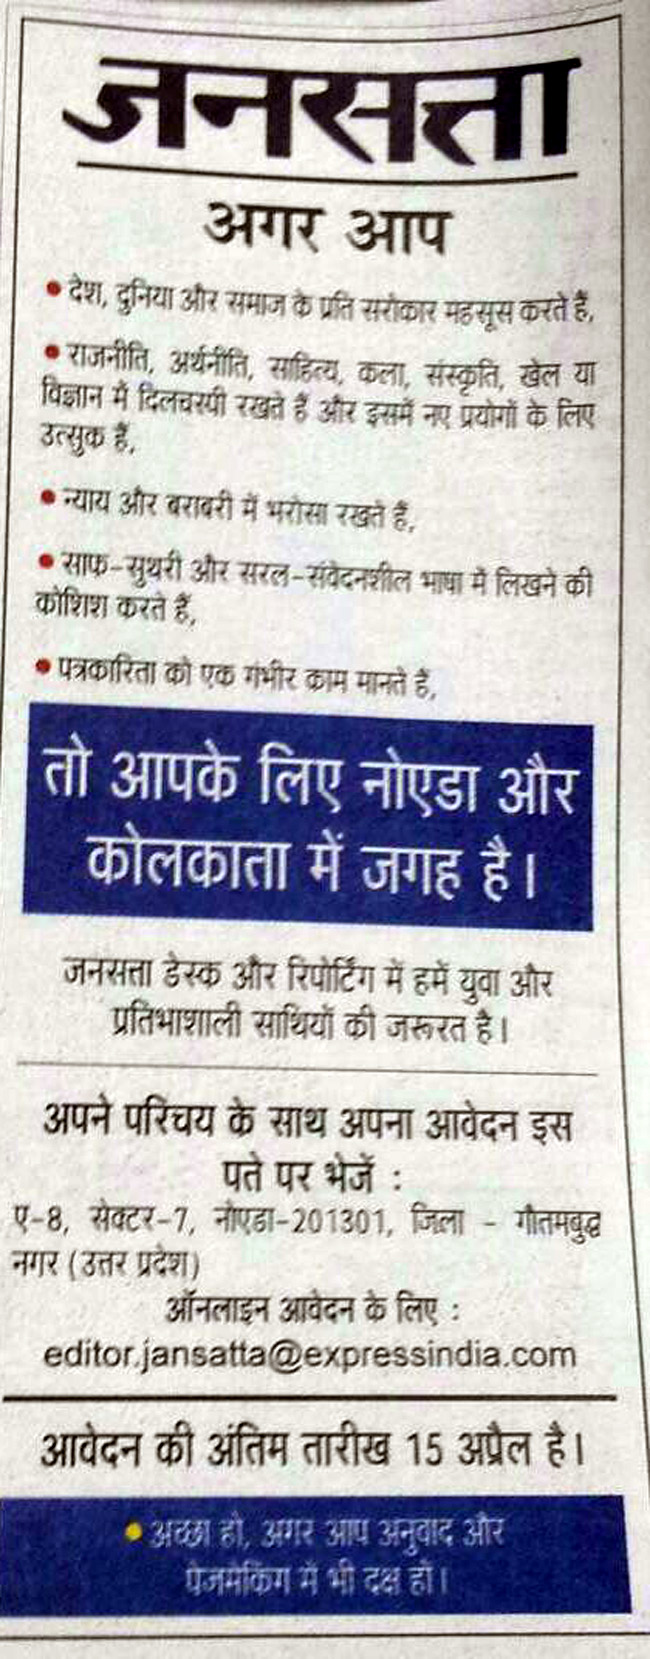 जनसत्ता
अगर आप
• देश, दुनिया और समाज के प्रति सरोकार महसूस करते हैं,
• राजनीति, अर्थनीति, साहित्य, कला, संस्कृति, खेल या
विज्ञान में दिलचस्पी रखते हैं और इसमें नए प्रयोगों के लिए
उत्सुक हैं,
• न्याय और बराबरी में भरोसा रखते हैं,
• साफ-सुथरी और सरल-संवेदनशील भाषा में लिखने की
कोशिश करते हैं,
• पत्रकारिता को एक गंभीर काम मानते हैं,
तो आपके लिए नोएडा और
कोलकाता में जगह है।
जनसत्ता डेस्क और रिपोर्टिंग में हमें युवा और
प्रतिभाशाली साथियों की जरूरत है।
अपने परिचय के साथ अपना आवेदन इस
पते पर भेजें :
ए-8, सेक्टर-7, नोएडा-201301, जिला - गौतमबुद्ध
नगर (उत्तर प्रदेश)
ऑनलाइन आवेदन के लिए :
editor.jansatta@expressindia.com
आवेदन की अंतिम तारीख 15 अप्रैल है।
• अच्छा हो, अगर आप अनुवाद और
पेजमेकिंग में भी दक्ष हों।